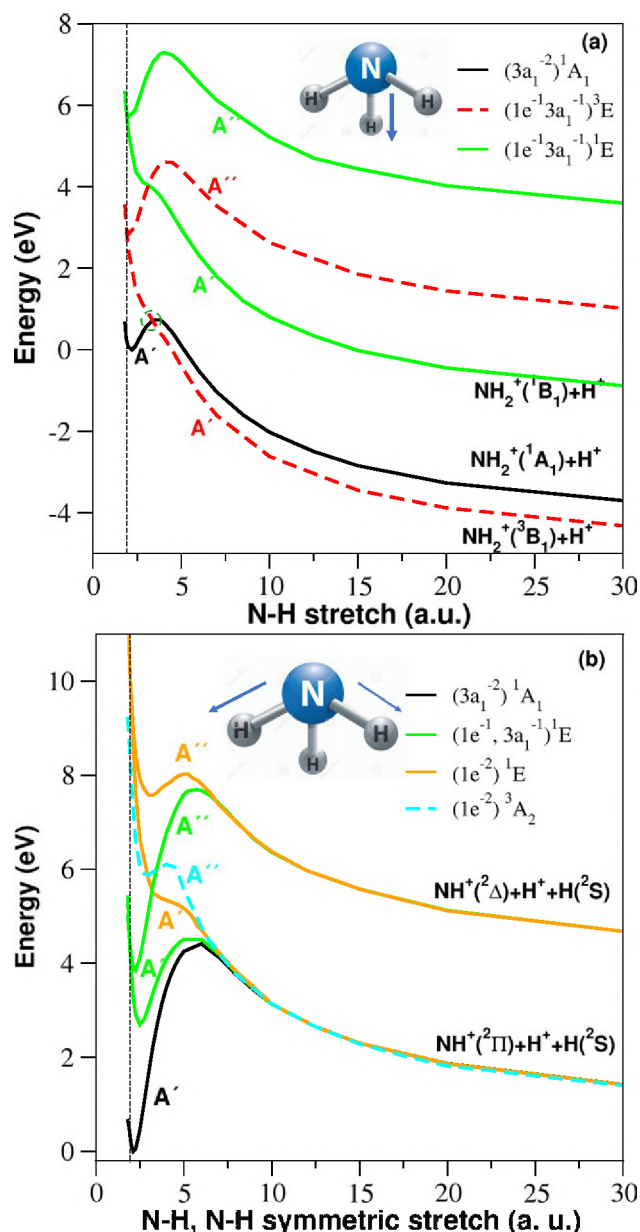 (a)
N
H
H
H
(3a₁⁻²)¹A₁
(1e⁻¹3a₁⁻¹)³E
(1e⁻¹3a₁⁻¹)¹E
A´´
A´´
A´
A´
A´
NH₂⁺(¹B₁)+H⁺
NH₂⁺(¹A₁)+H⁺
NH₂⁺(³B₁)+H⁺
Energy (eV)
8
6
4
2
0
-2
-4
0 5 10 15 20 25 30
N-H stretch (a.u.)
(b)
N
H
H
H
(3a₁⁻²) ¹A₁
(1e⁻¹, 3a₁⁻¹)¹E
(1e⁻²) ¹E
(1e⁻²) ³A₂
A´´
A´´
A´´
A´
A´
A´
NH⁺(²Δ)+H⁺+H(²S)
NH⁺(²Π)+H⁺+H(²S)
Energy (eV)
10
8
6
4
2
0
0 5 10 15 20 25 30
N-H, N-H symmetric stretch (a. u.)